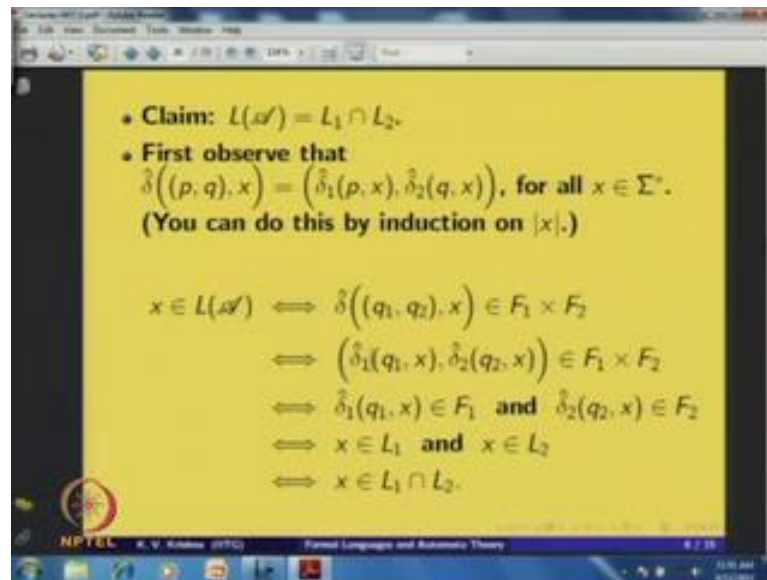 • Claim: L(𝒜) = L₁ ∩ L₂.
• First observe that
δ̂((p, q), x) = (δ̂₁(p, x), δ̂₂(q, x)), for all x ∈ Σ*.
(You can do this by induction on |x|.)
x ∈ L(𝒜) ⟺ δ̂((q₁, q₂), x) ∈ F₁ × F₂
⟺ (δ̂₁(q₁, x), δ̂₂(q₂, x)) ∈ F₁ × F₂
⟺ δ̂₁(q₁, x) ∈ F₁ and δ̂₂(q₂, x) ∈ F₂
⟺ x ∈ L₁ and x ∈ L₂
⟺ x ∈ L₁ ∩ L₂.
NPTEL K. V. Krishna (IITG) Formal Languages and Automata Theory